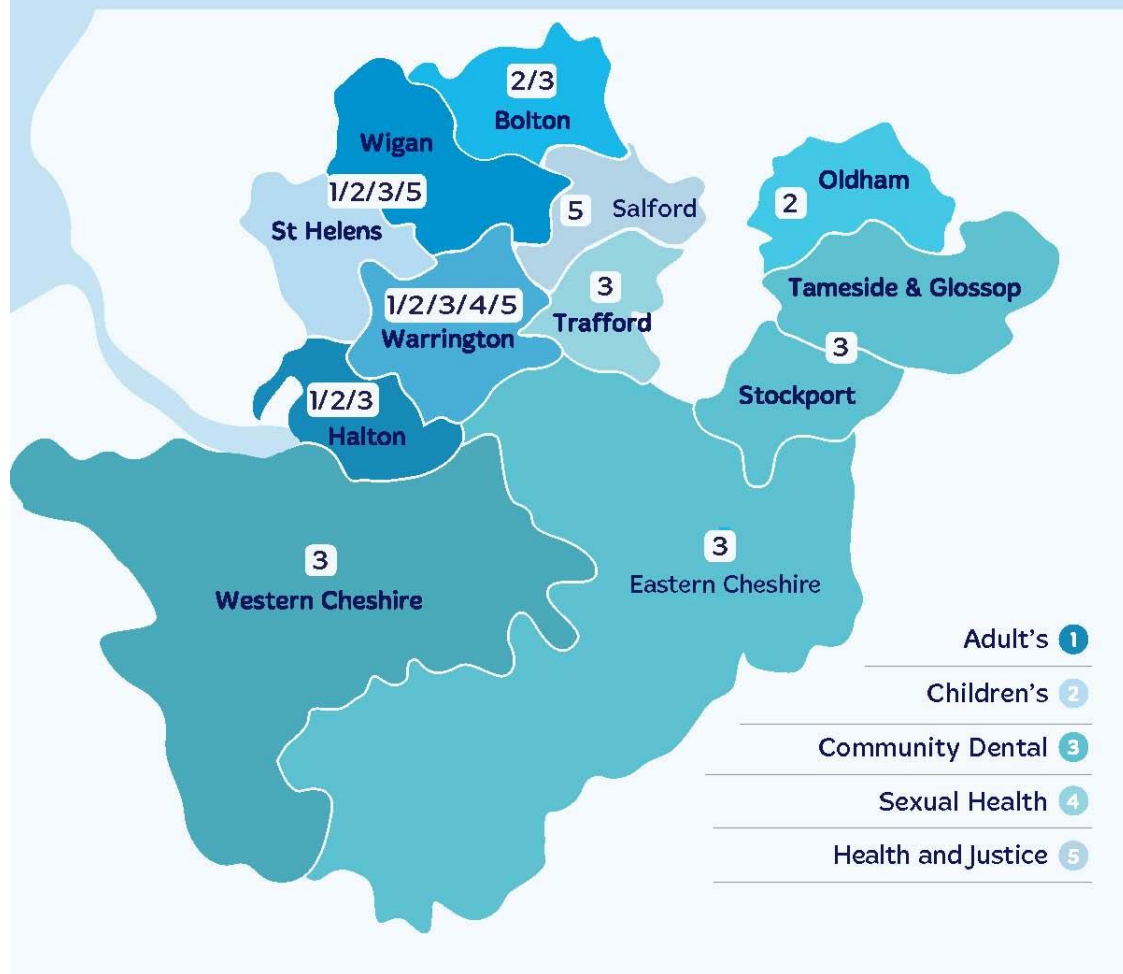 2/3
Bolton
Wigan
1/2/3/5
St Helens
5 Salford
2 Oldham
Tameside & Glossop
1/2/3/4/5
Warrington
3
Trafford
3
Stockport
1/2/3
Halton
3
Western Cheshire
3
Eastern Cheshire
Adult's 1
Children's 2
Community Dental 3
Sexual Health 4
Health and Justice 5